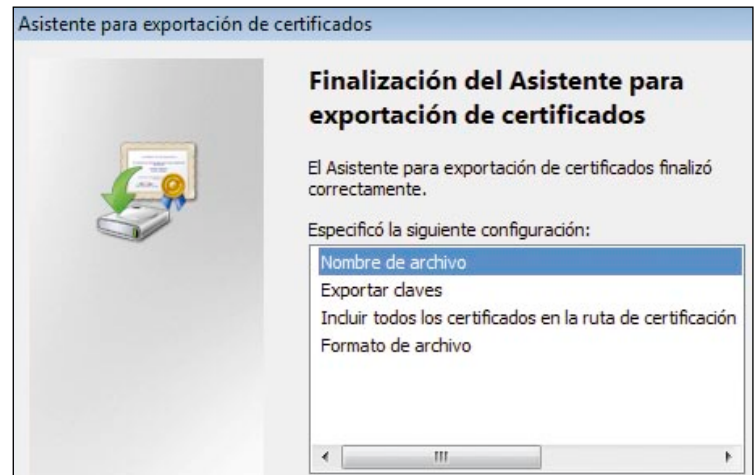 Asistente para exportación de certificados
Finalización del Asistente para
exportación de certificados
El Asistente para exportación de certificados finalizó
correctamente.
Especificó la siguiente configuración:
Nombre de archivo
Exportar claves
Incluir todos los certificados en la ruta de certificación
Formato de archivo